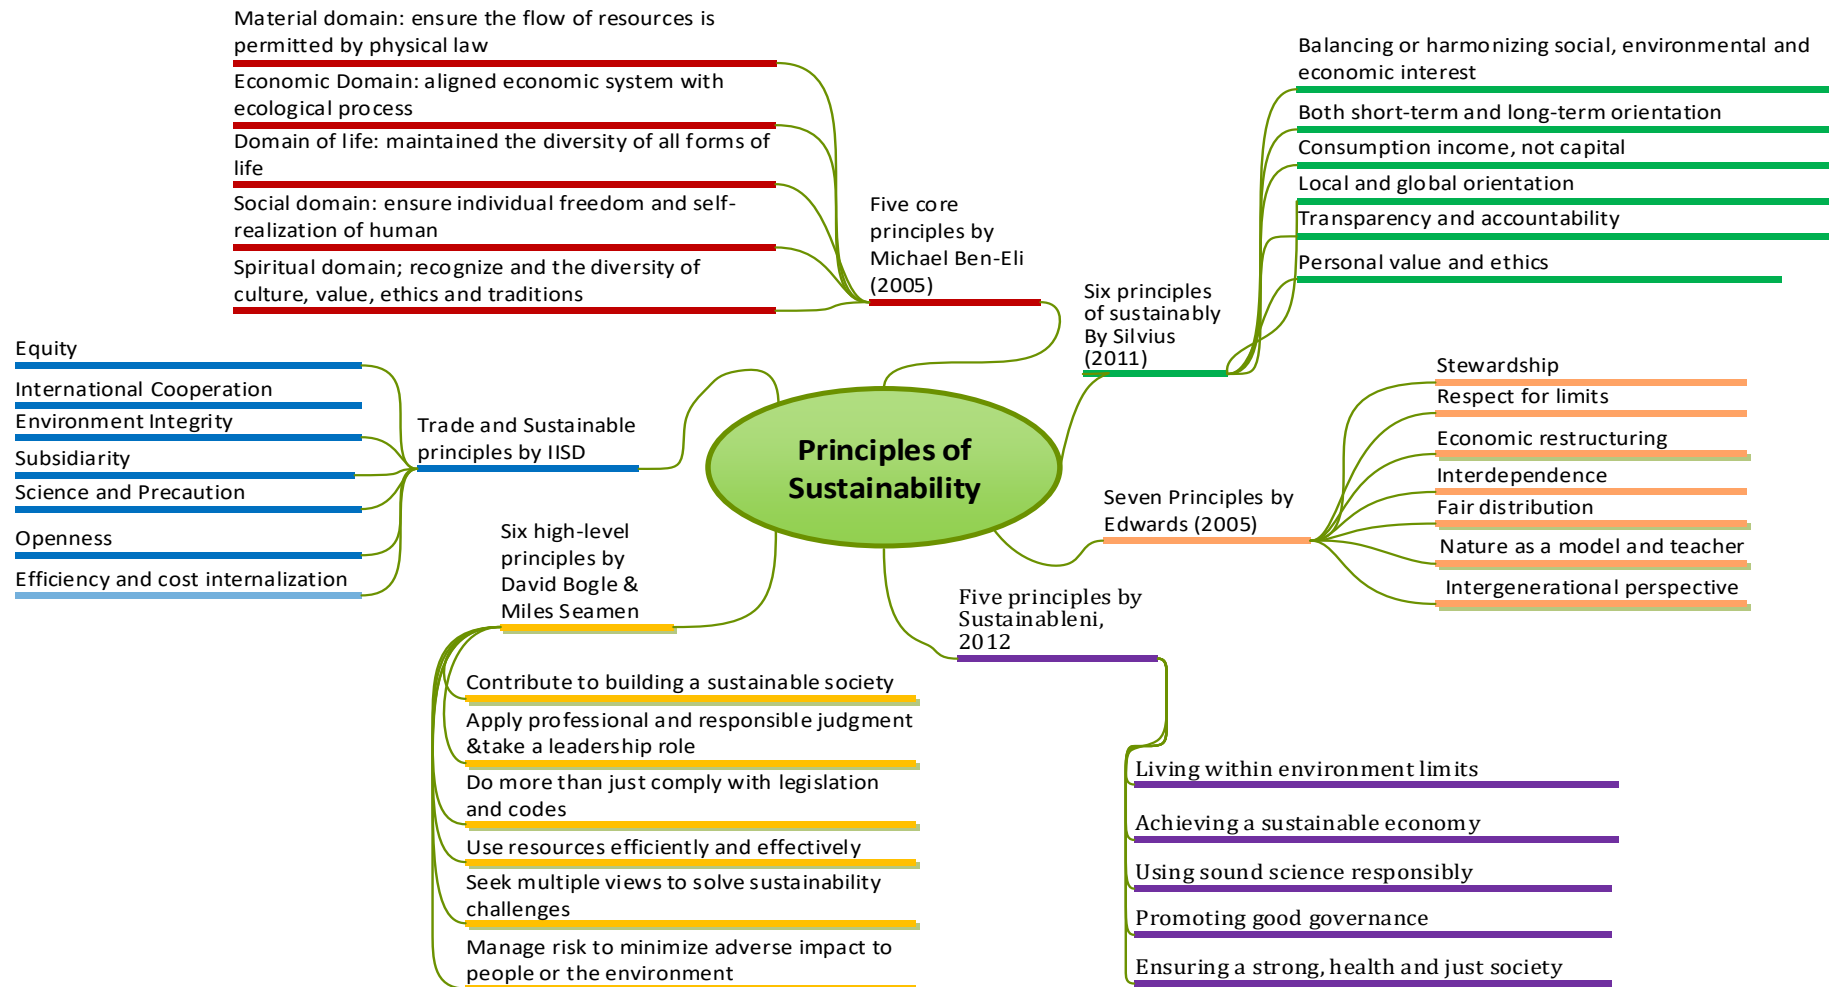 Material domain: ensure the flow of resources is
permitted by physical law
Economic Domain: aligned economic system with
ecological process
Domain of life: maintained the diversity of all forms of
life
Social domain: ensure individual freedom and self-
realization of human
Spiritual domain; recognize and the diversity of
culture, value, ethics and traditions
Five core
principles by
Michael Ben-Eli
(2005)
Balancing or harmonizing social, environmental and
economic interest
Both short-term and long-term orientation
Consumption income, not capital
Local and global orientation
Transparency and accountability
Personal value and ethics
Six principles
of sustainably
By Silvius
(2011)
Equity
International Cooperation
Environment Integrity
Subsidiarity
Science and Precaution
Openness
Efficiency and cost internalization
Trade and Sustainable
principles by IISD
Principles of
Sustainability
Stewardship
Respect for limits
Economic restructuring
Interdependence
Fair distribution
Nature as a model and teacher
Intergenerational perspective
Seven Principles by
Edwards (2005)
Six high-level
principles by
David Bogle &
Miles Seamen
Contribute to building a sustainable society
Apply professional and responsible judgment
&take a leadership role
Do more than just comply with legislation
and codes
Use resources efficiently and effectively
Seek multiple views to solve sustainability
challenges
Manage risk to minimize adverse impact to
people or the environment
Five principles by
Sustainableni,
2012
Living within environment limits
Achieving a sustainable economy
Using sound science responsibly
Promoting good governance
Ensuring a strong, health and just society